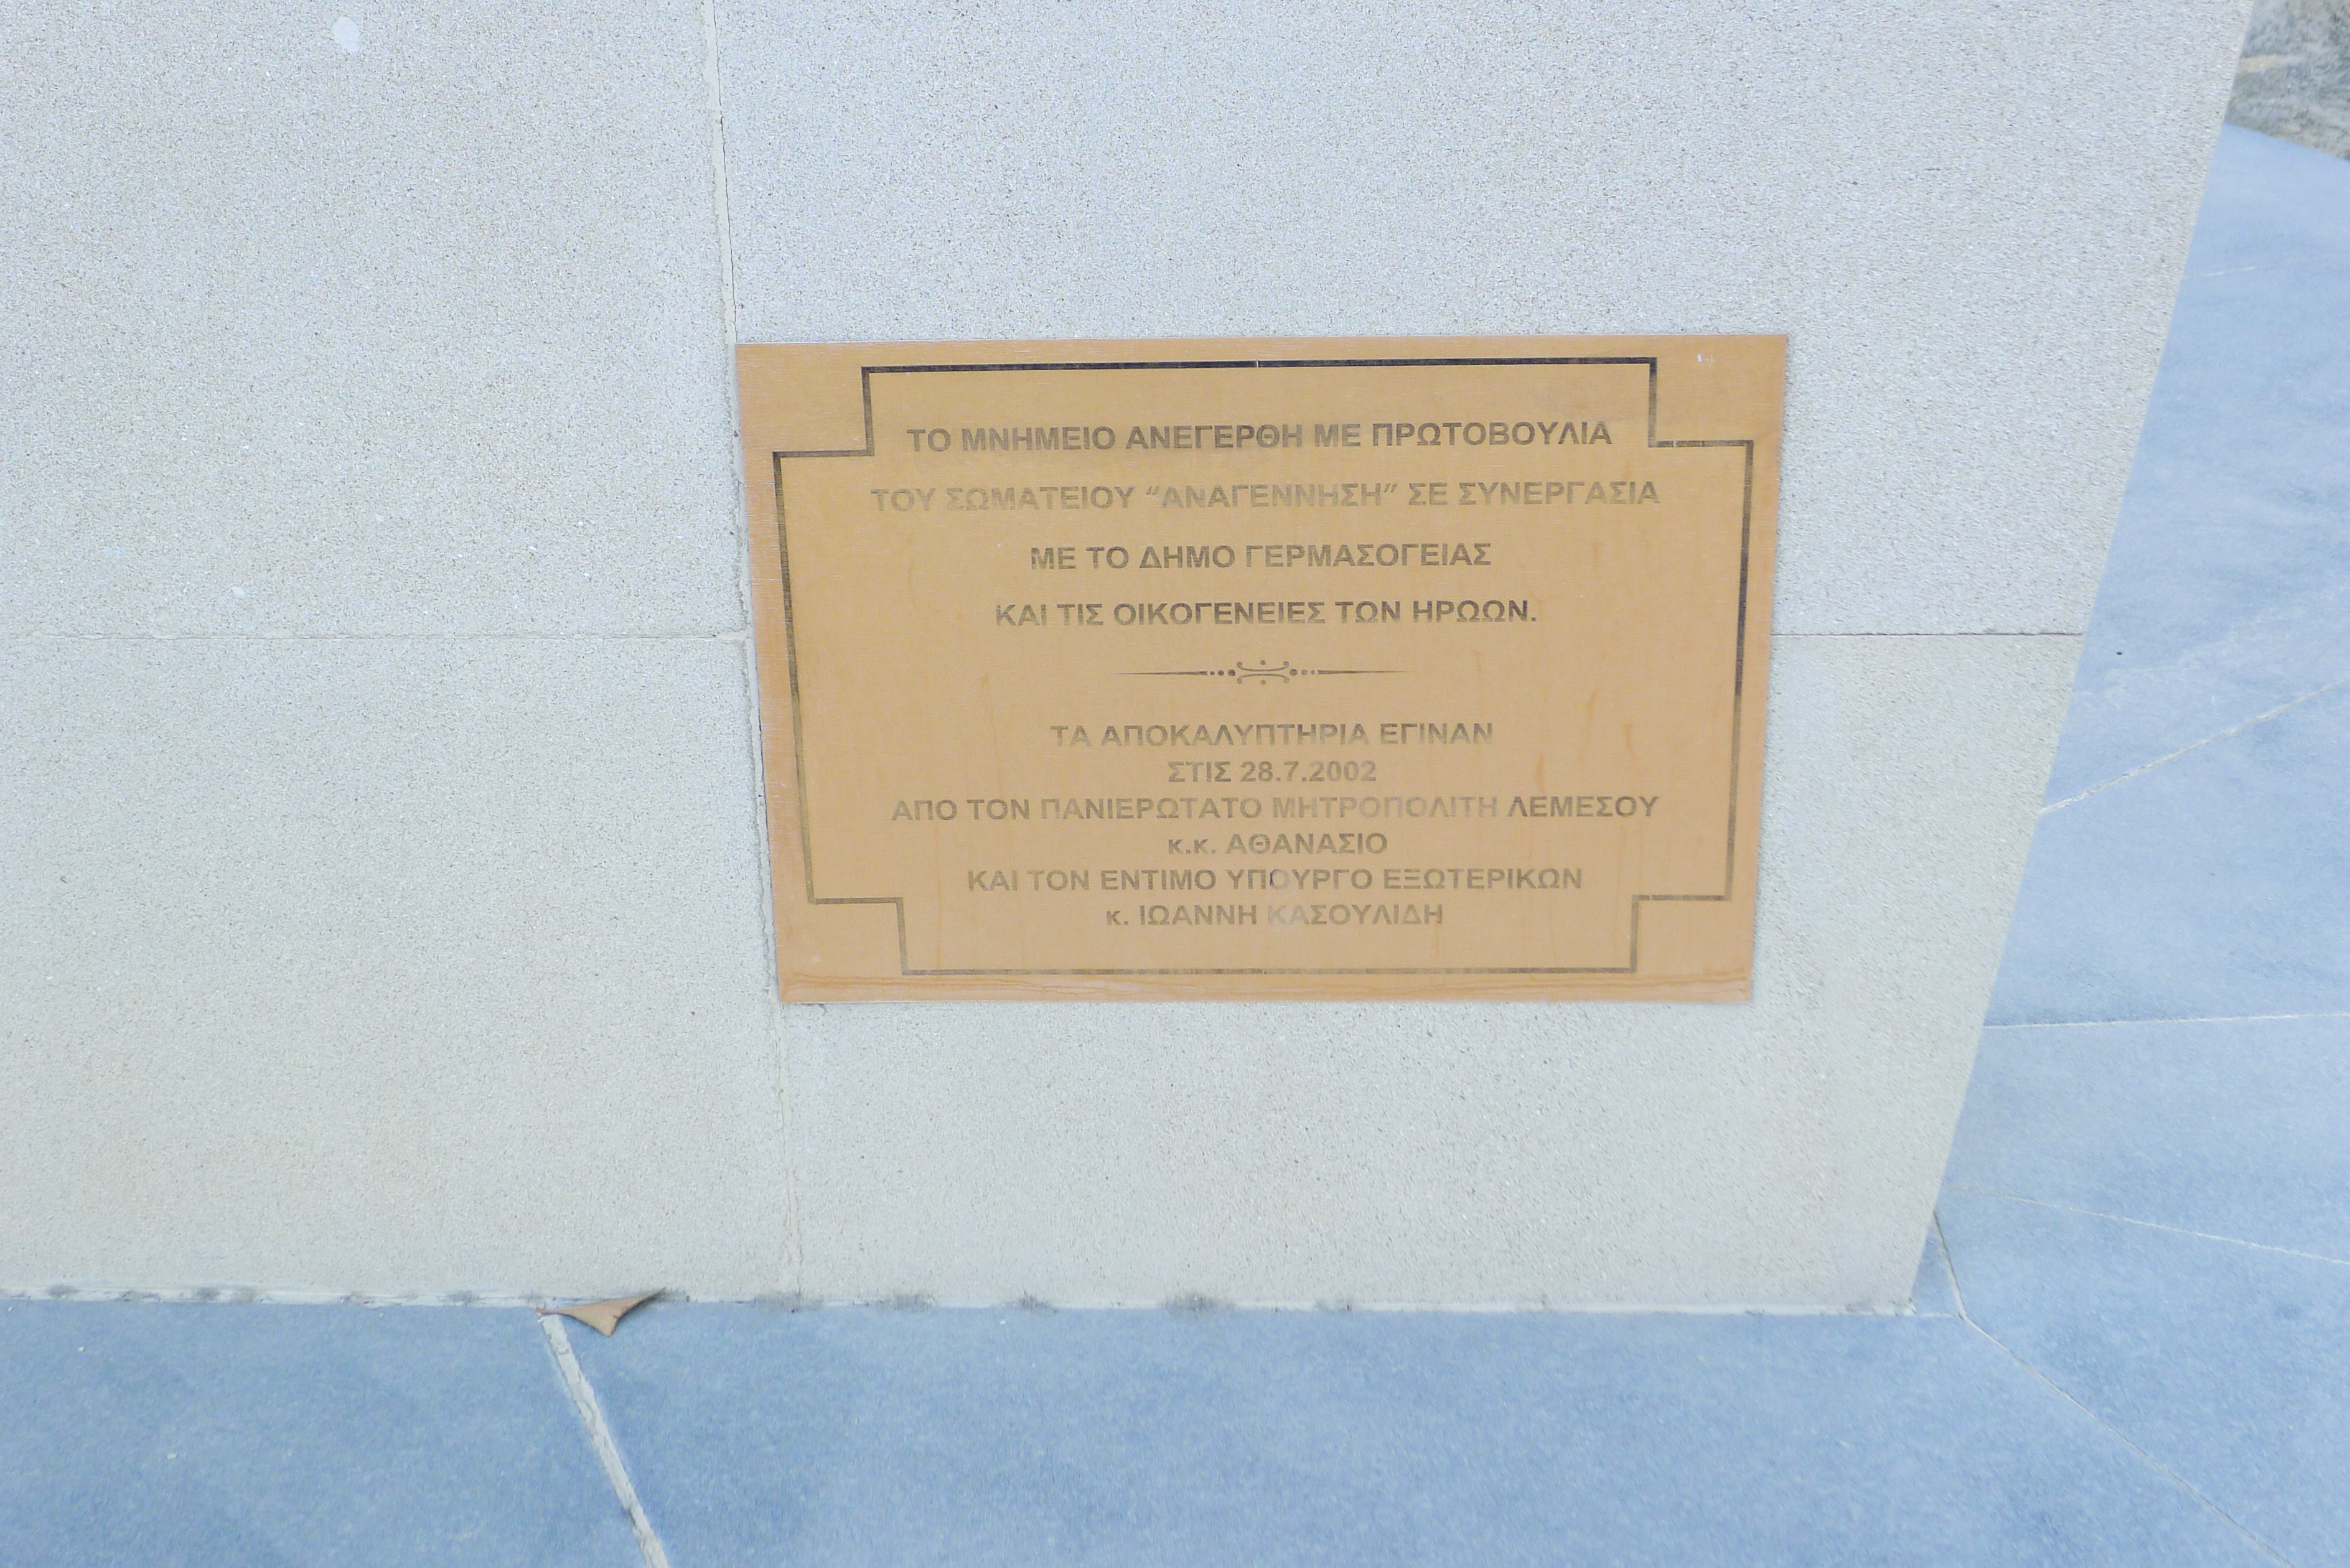 ΤΟ ΜΝΗΜΕΙΟ ΑΝΕΓΕΡΘΗ ΜΕ ΠΡΩΤΟΒΟΥΛΙΑ
ΤΟΥ ΣΩΜΑΤΕΙΟΥ “ΑΝΑΓΕΝΝΗΣΗ” ΣΕ ΣΥΝΕΡΓΑΣΙΑ
ΜΕ ΤΟ ΔΗΜΟ ΓΕΡΜΑΣΟΓΕΙΑΣ
ΚΑΙ ΤΙΣ ΟΙΚΟΓΕΝΕΙΕΣ ΤΩΝ ΗΡΩΩΝ.
ΤΑ ΑΠΟΚΑΛΥΠΤΗΡΙΑ ΕΓΙΝΑΝ
ΣΤΙΣ 28.7.2002
ΑΠΟ ΤΟΝ ΠΑΝΙΕΡΩΤΑΤΟ ΜΗΤΡΟΠΟΛΙΤΗ ΛΕΜΕΣΟΥ
κ.κ. ΑΘΑΝΑΣΙΟ
ΚΑΙ ΤΟΝ ΕΝΤΙΜΟ ΥΠΟΥΡΓΟ ΕΞΩΤΕΡΙΚΩΝ
κ. ΙΩΑΝΝΗ ΚΑΣΟΥΛΙΔΗ